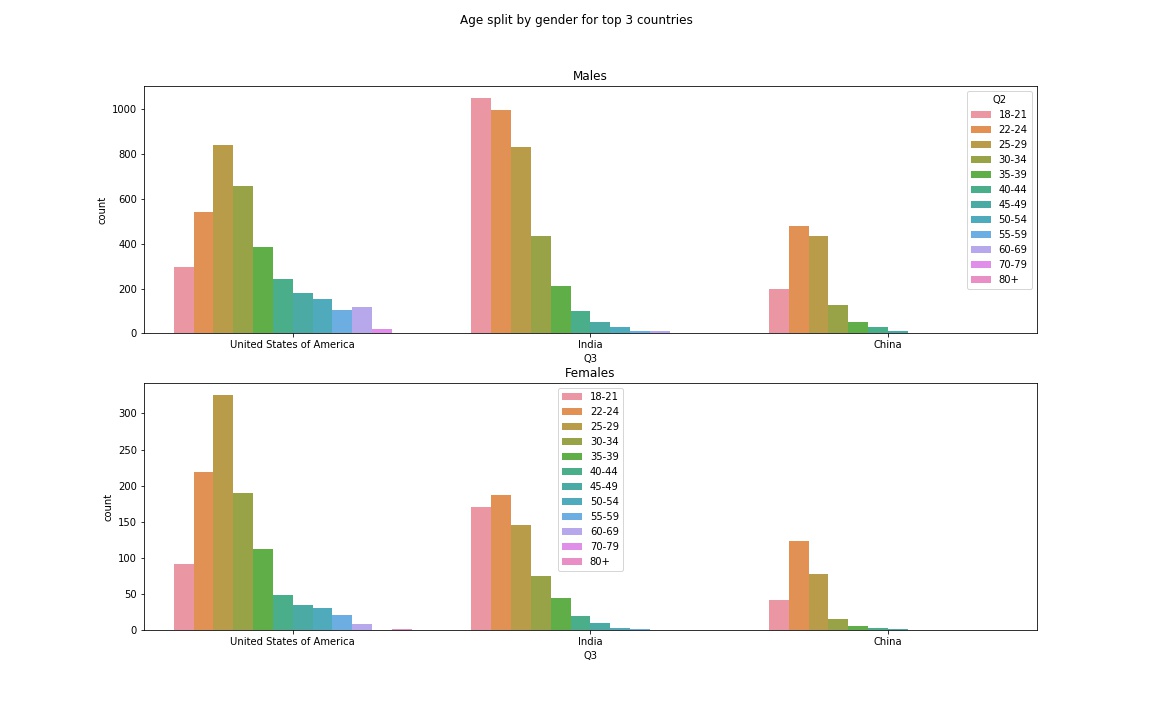 Age split by gender for top 3 countries
Males
1000
800
600
400
200
0
count
Q2
18-21
22-24
25-29
30-34
35-39
40-44
45-49
50-54
55-59
60-69
70-79
80+
United States of America
India
China
Q3
Females
300
250
200
150
100
50
0
count
18-21
22-24
25-29
30-34
35-39
40-44
45-49
50-54
55-59
60-69
70-79
80+
United States of America
India
China
Q3